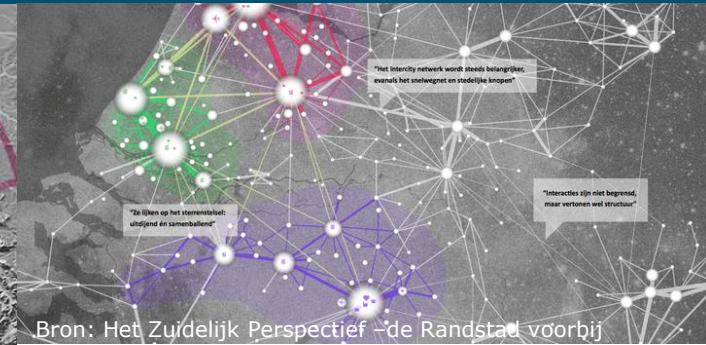 "Het Intercity netwerk wordt steeds belangrijker,
evanals het snelwegnet en stedelijke knopen"
"Interacties zijn niet begrensd,
maar vertonen wel structuur"
"Ze lijken op het sterrenstelsel:
uitdijend én samenballend"
Bron: Het Zuidelijk Perspectief –de Randstad voorbij